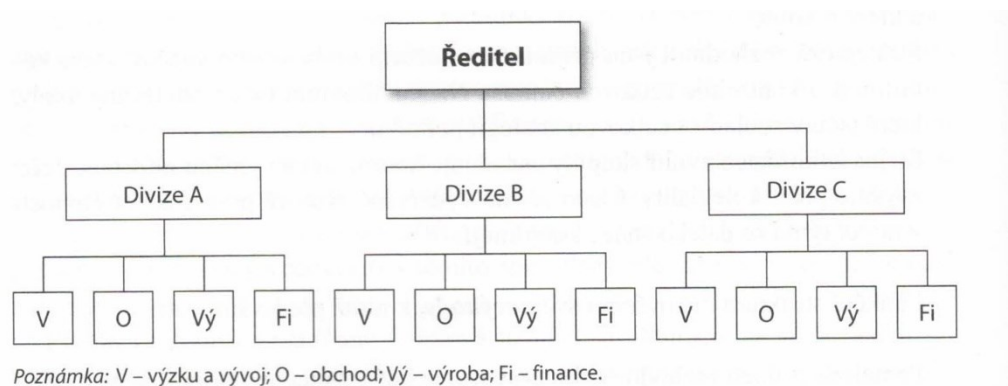 Ředitel
Divize A Divize B Divize C
V O Vý Fi V O Vý Fi V O Vý Fi
Poznámka: V – výzku a vývoj; O – obchod; Vý – výroba; Fi – finance.